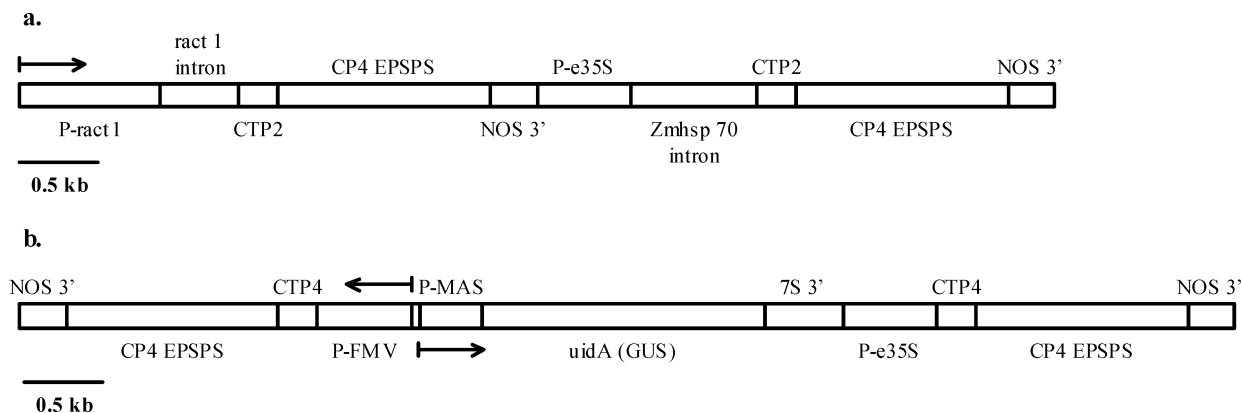 a.
ract 1
intron
CP4 EPSPS
P-e35S
CTP2
NOS 3’
P-ract1
CTP2
NOS 3’
Zmhsp 70
intron
CP4 EPSPS
0.5 kb
b.
NOS 3’
CTP4
P-MAS
7S 3’
CTP4
NOS 3’
CP4 EPSPS
P-FMV
uidA (GUS)
P-e35S
CP4 EPSPS
0.5 kb